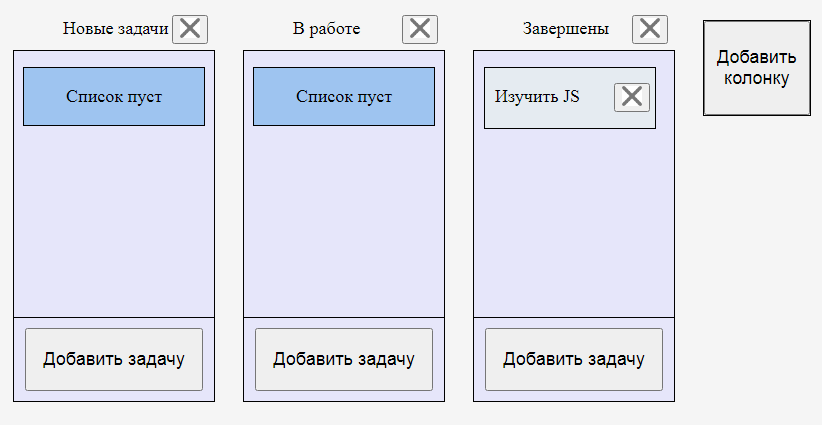 Новые задачи
В работе
Завершены
Добавить
колонку
Список пуст
Список пуст
Изучить JS
Добавить задачу
Добавить задачу
Добавить задачу